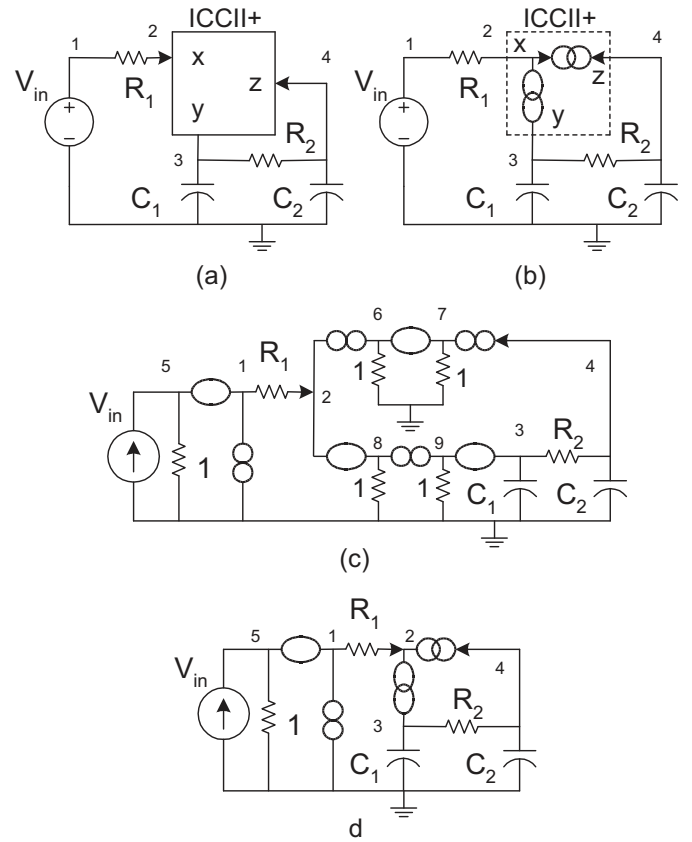 ICCII+
1
2
x
y
z
4
V_in
R_1
3
R_2
C_1
C_2
(a)
ICCII+
1
2
x
z
y
4
V_in
R_1
3
R_2
C_1
C_2
(b)
6
7
5
1
R_1
1
1
4
V_in
2
8
9
3
R_2
1
1
1
C_1
C_2
(c)
R_1
5
1
2
4
V_in
1
3
R_2
C_1
C_2
d